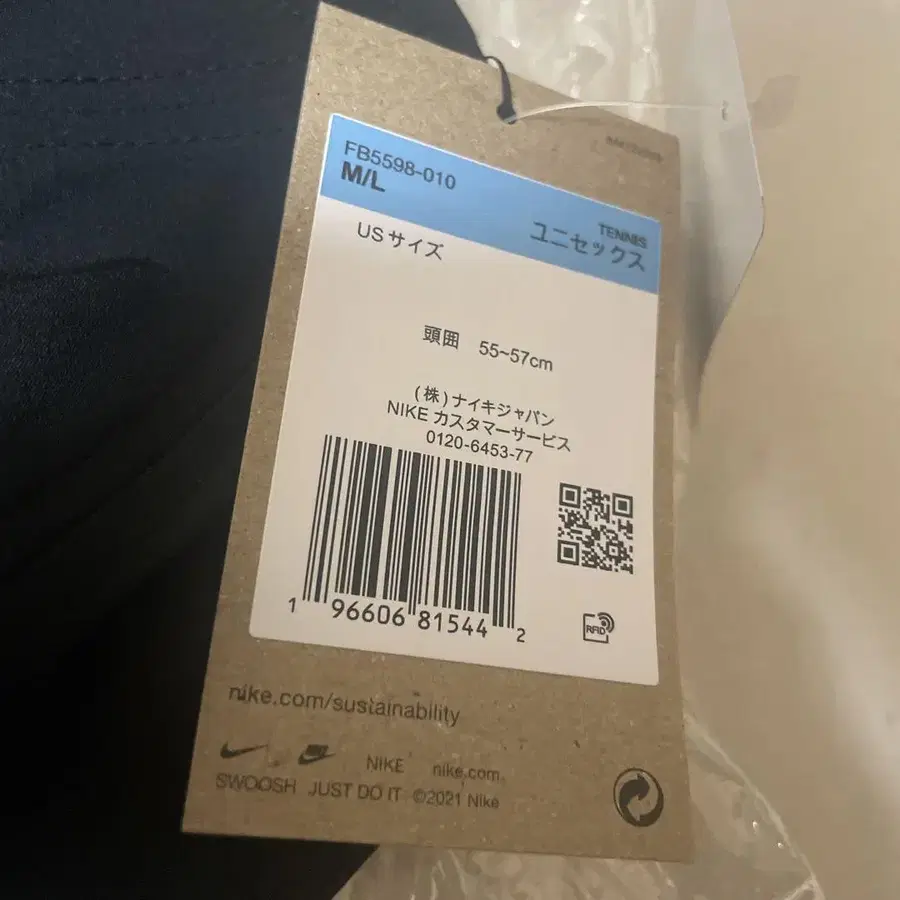 FB5598-010
M/L
TENNIS
ユニセックス
USサイズ
頭囲 55~57cm
(株)ナイキジャパン
NIKE カスタマーサービス
0120-6453-77
1 96606 81544 2
RFID
nike.com/sustainability
NIKE nike.com
SWOOSH JUST DO IT ©2021 Nike